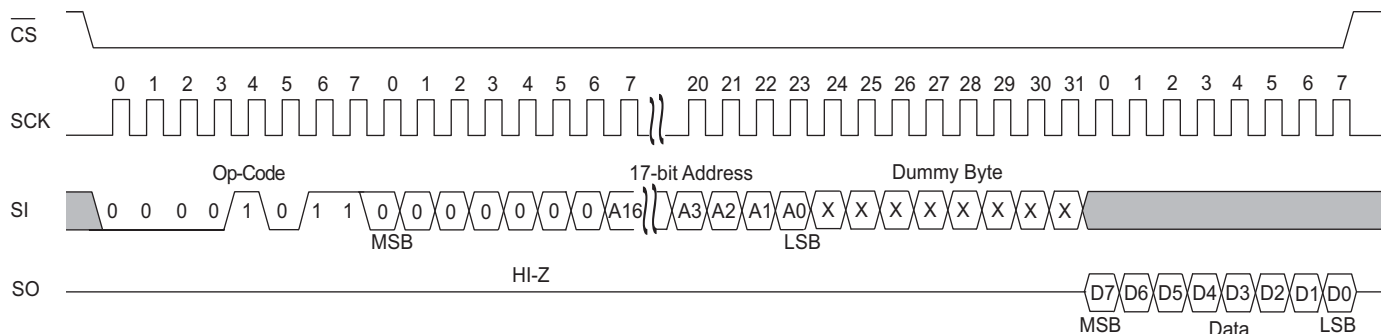 CS
0 1 2 3 4 5 6 7 0 1 2 3 4 5 6 7 20 21 22 23 24 25 26 27 28 29 30 31 0 1 2 3 4 5 6 7
SCK
Op-Code 17-bit Address Dummy Byte
SI 0 0 0 0 1 0 1 1 0 0 0 0 0 0 0 A16 A3 A2 A1 A0 X X X X X X X X
MSB LSB
HI-Z
SO D7 D6 D5 D4 D3 D2 D1 D0
MSB Data LSB